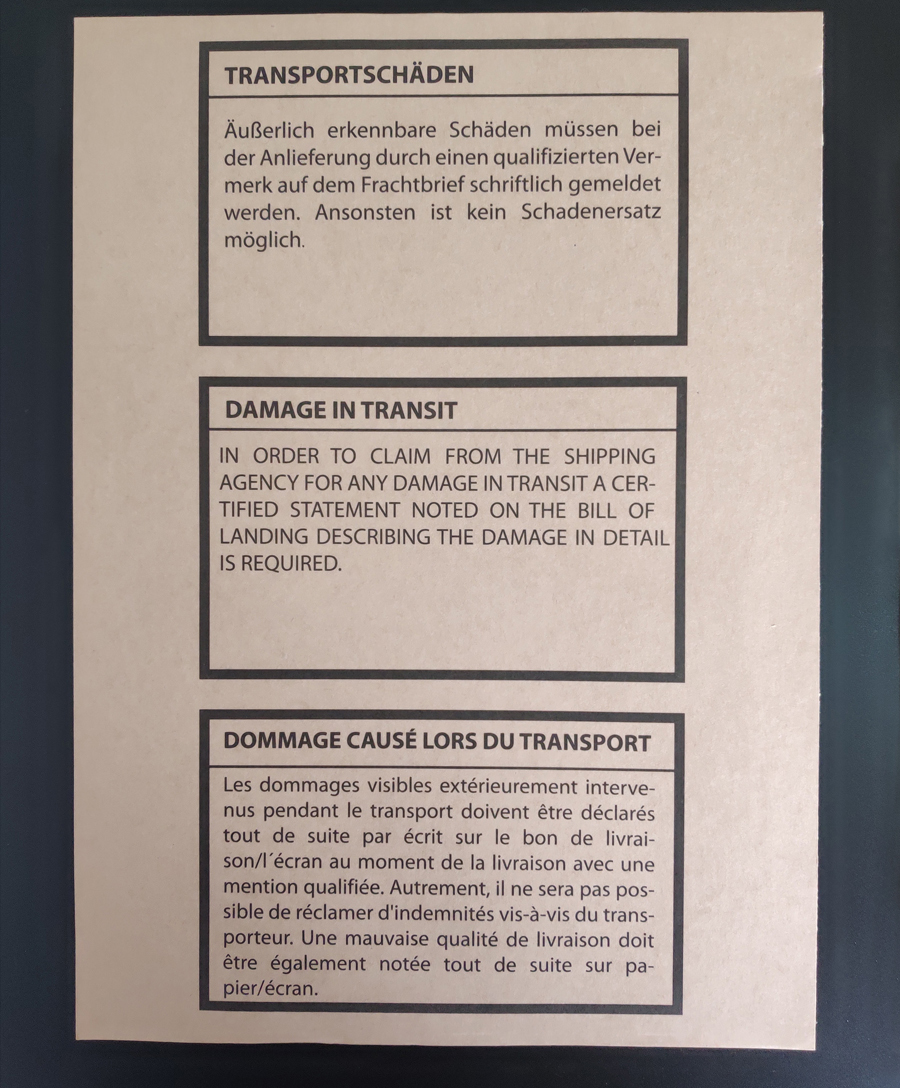 TRANSPORTSCHÄDEN
Äußerlich erkennbare Schäden müssen bei
der Anlieferung durch einen qualifizierten Ver-
merk auf dem Frachtbrief schriftlich gemeldet
werden. Ansonsten ist kein Schadenersatz
möglich.
DAMAGE IN TRANSIT
IN ORDER TO CLAIM FROM THE SHIPPING
AGENCY FOR ANY DAMAGE IN TRANSIT A CER-
TIFIED STATEMENT NOTED ON THE BILL OF
LANDING DESCRIBING THE DAMAGE IN DETAIL
IS REQUIRED.
DOMMAGE CAUSÉ LORS DU TRANSPORT
Les dommages visibles extérieurement interve-
nus pendant le transport doivent être déclarés
tout de suite par écrit sur le bon de livrai-
son/l´écran au moment de la livraison avec une
mention qualifiée. Autrement, il ne sera pas pos-
sible de réclamer d'indemnités vis-à-vis du trans-
porteur. Une mauvaise qualité de livraison doit
être également notée tout de suite sur pa-
pier/écran.